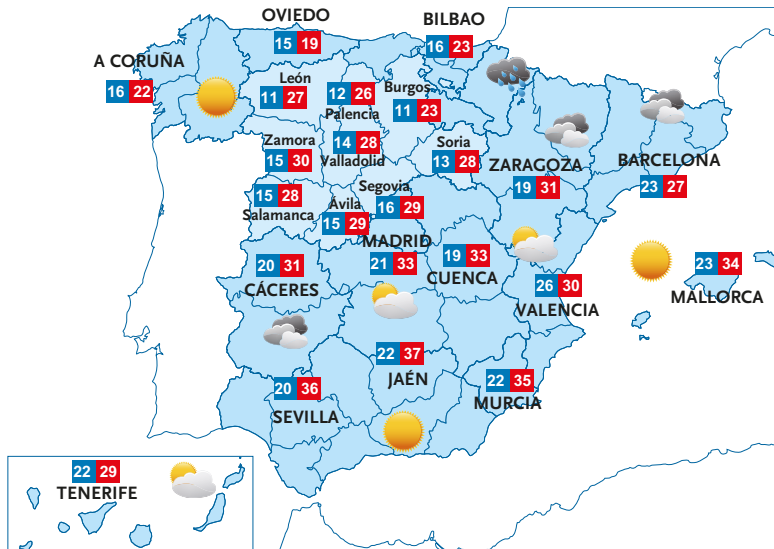 OVIEDO
15 19
BILBAO
16 23
A CORUÑA
16 22
León
11 27
12 26
Palencia
Burgos
11 23
Zamora
15 30
14 28
Valladolid
Soria
13 28
ZARAGOZA
19 31
BARCELONA
23 27
15 28
Salamanca
Ávila
15 29
Segovia
16 29
MADRID
21 33
19 33
CUENCA
20 31
CÁCERES
26 30
VALENCIA
23 34
MALLORCA
22 37
JAÉN
22 35
MURCIA
20 36
SEVILLA
22 29
TENERIFE